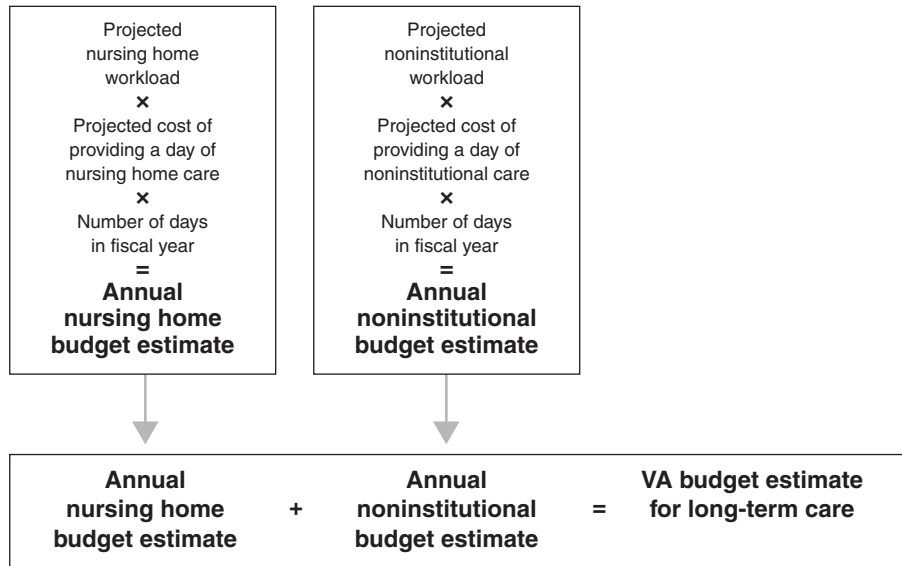 Projected
nursing home
workload
×
Projected cost of
providing a day of
nursing home care
×
Number of days
in fiscal year
=
Annual
nursing home
budget estimate
Projected
noninstitutional
workload
×
Projected cost of
providing a day of
noninstitutional care
×
Number of days
in fiscal year
=
Annual
noninstitutional
budget estimate
Annual
nursing home
budget estimate
+
Annual
noninstitutional
budget estimate
=
VA budget estimate
for long-term care